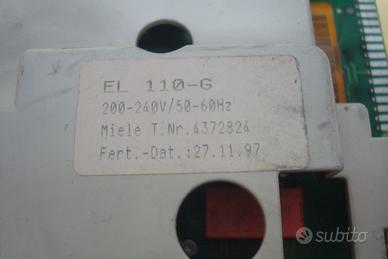 EL 110-G
200-240V/50-60Hz
Miele T.Nr.4372824
Fert.-Dat.:27.11.97
subito